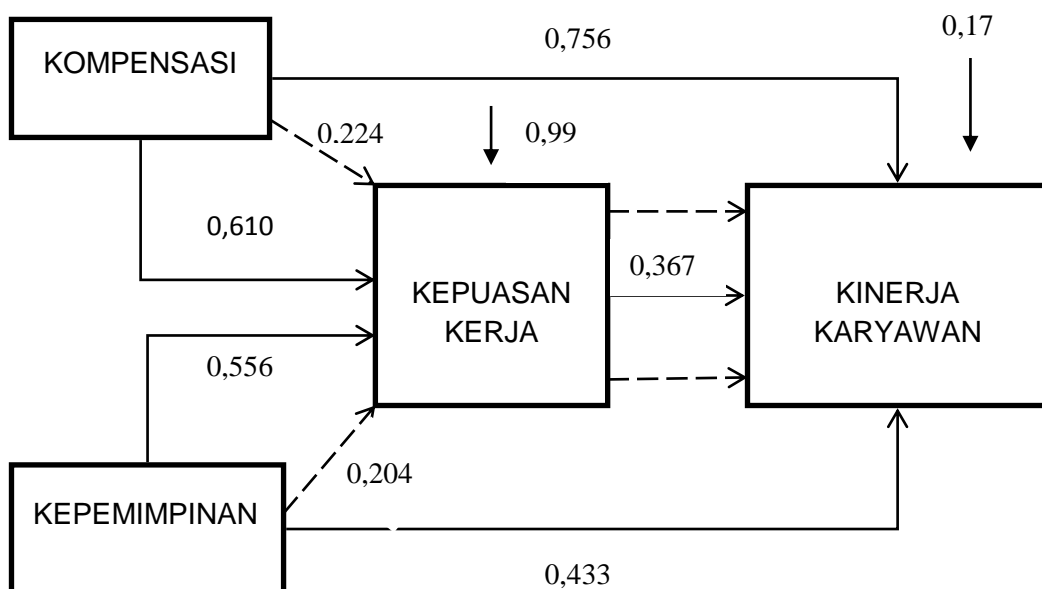 0,17
0,756
KOMPENSASI
0,224
0,99
0,610
0,367
KEPUASAN
KERJA
KINERJA
KARYAWAN
0,556
0,204
KEPEMIMPINAN
0,433